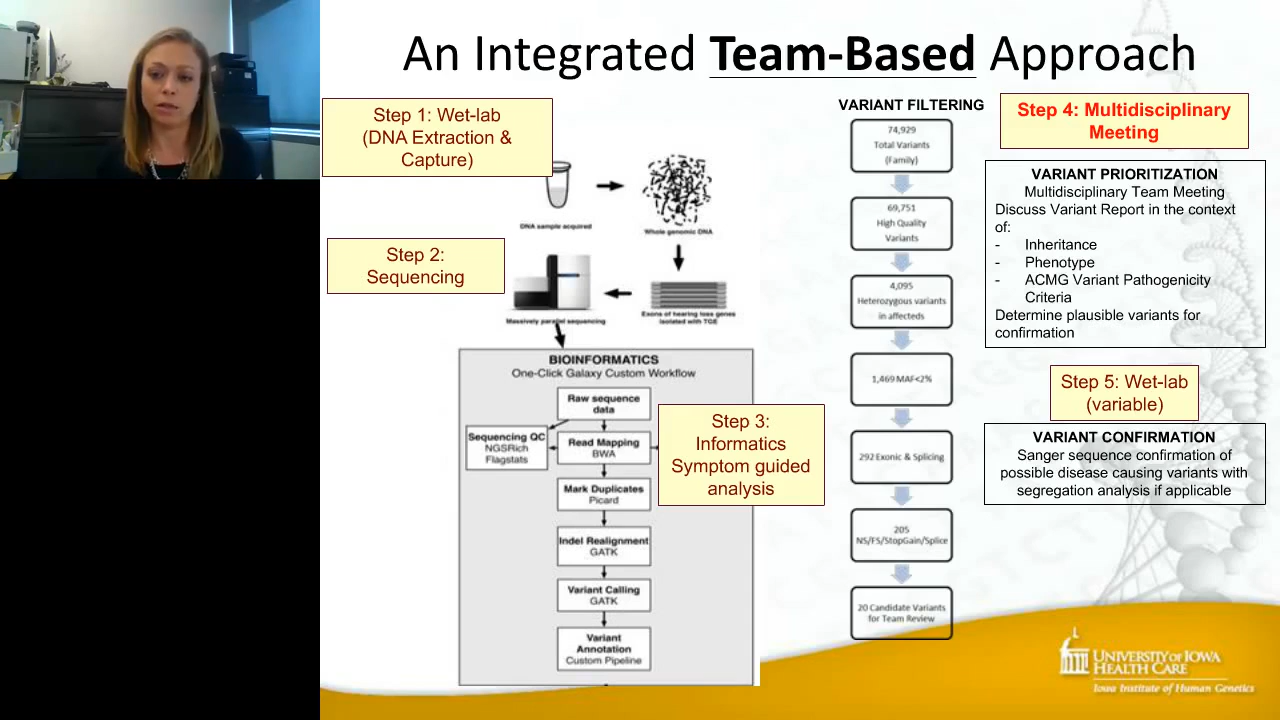 An Integrated Team-Based Approach
Step 1: Wet-lab
(DNA Extraction &
Capture)
DNA sample acquired
Whole genomic DNA
Step 2:
Sequencing
Massively parallel sequencing
Exons of hearing loss genes
isolated with TGE
BIOINFORMATICS
One-Click Galaxy Custom Workflow
Raw sequence
data
Sequencing QC
NGSRich
Flagstats
Read Mapping
BWA
Mark Duplicates
Picard
Indel Realignment
GATK
Variant Calling
GATK
Variant
Annotation
Custom Pipeline
Step 3:
Informatics
Symptom guided
analysis
VARIANT FILTERING
74,929
Total Variants
(Family)
69,751
High Quality
Variants
4,095
Heterozygous variants
in affecteds
1,469 MAF<2%
292 Exonic & Splicing
205
NS/FS/StopGain/Splice
20 Candidate Variants
for Team Review
Step 4: Multidisciplinary
Meeting
VARIANT PRIORITIZATION
Multidisciplinary Team Meeting
Discuss Variant Report in the context
of:
- Inheritance
- Phenotype
- ACMG Variant Pathogenicity
Criteria
Determine plausible variants for
confirmation
Step 5: Wet-lab
(variable)
VARIANT CONFIRMATION
Sanger sequence confirmation of
possible disease causing variants with
segregation analysis if applicable
UNIVERSITY OF IOWA
HEALTH CARE
Iowa Institute of Human Genetics